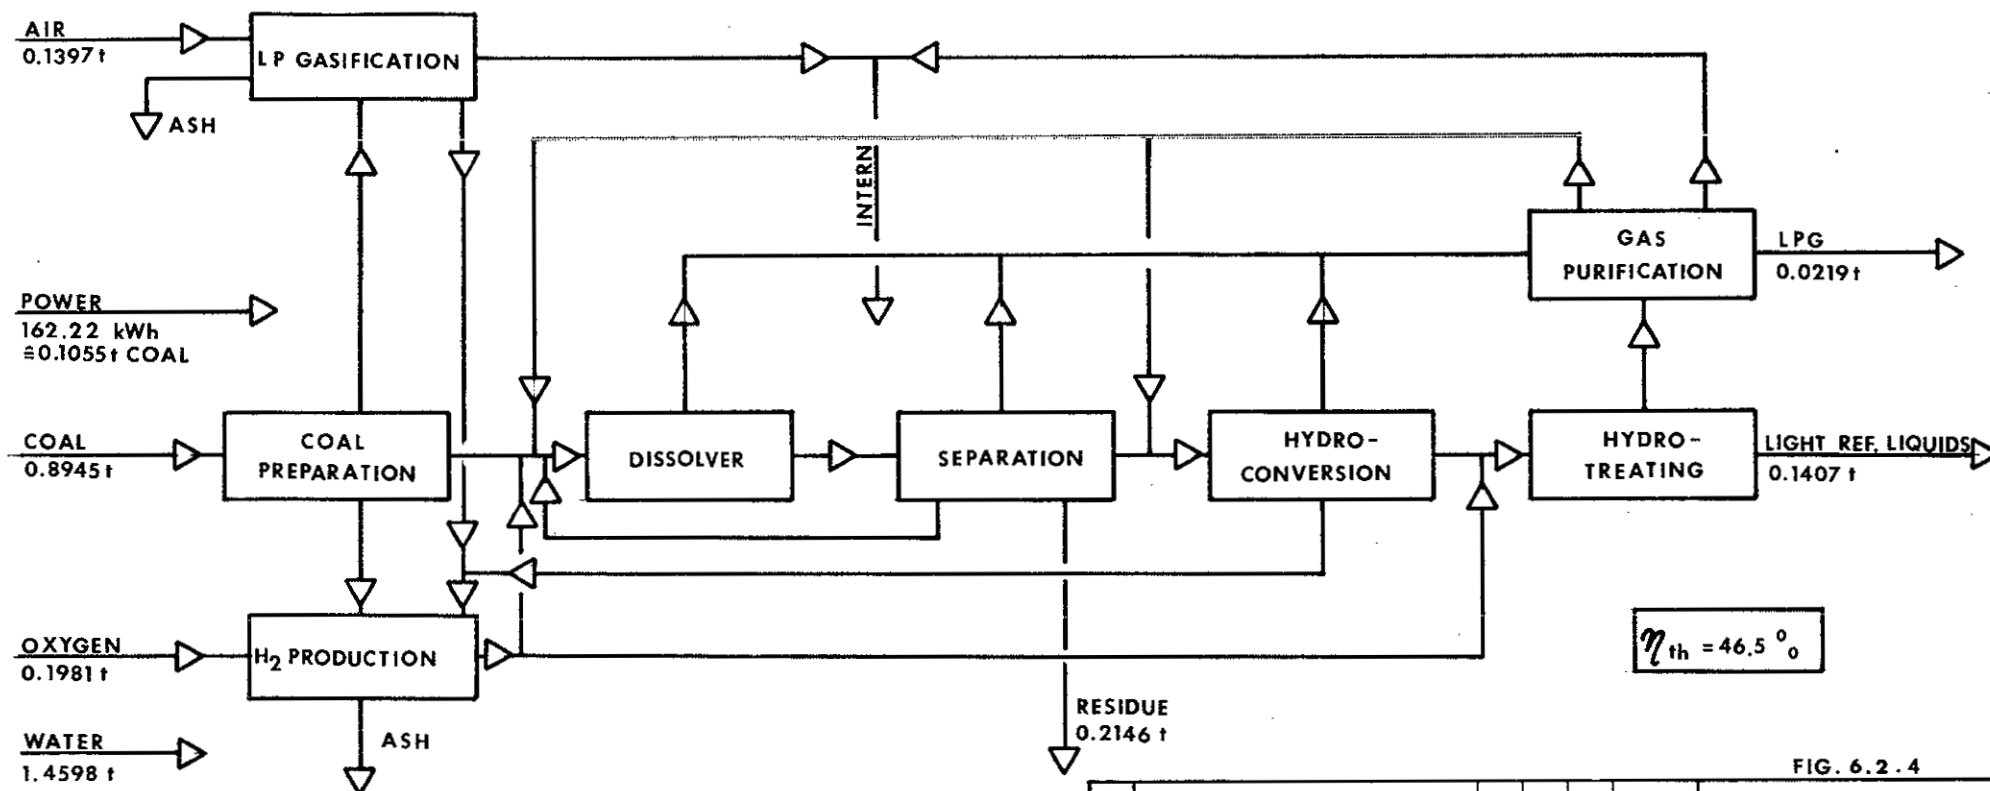 AIR
0.1397 t
LP GASIFICATION
ASH
INTERN
GAS
PURIFICATION
LPG
0.0219 t
POWER
162.22 kWh
≙0.1055 t COAL
COAL
0.8945 t
COAL
PREPARATION
DISSOLVER
SEPARATION
HYDRO-
CONVERSION
HYDRO-
TREATING
LIGHT REF. LIQUIDS
0.1407 t
OXYGEN
0.1981 t
H₂ PRODUCTION
ηth = 46.5 %
RESIDUE
0.2146 t
WATER
1.4598 t
ASH
FIG. 6.2.4